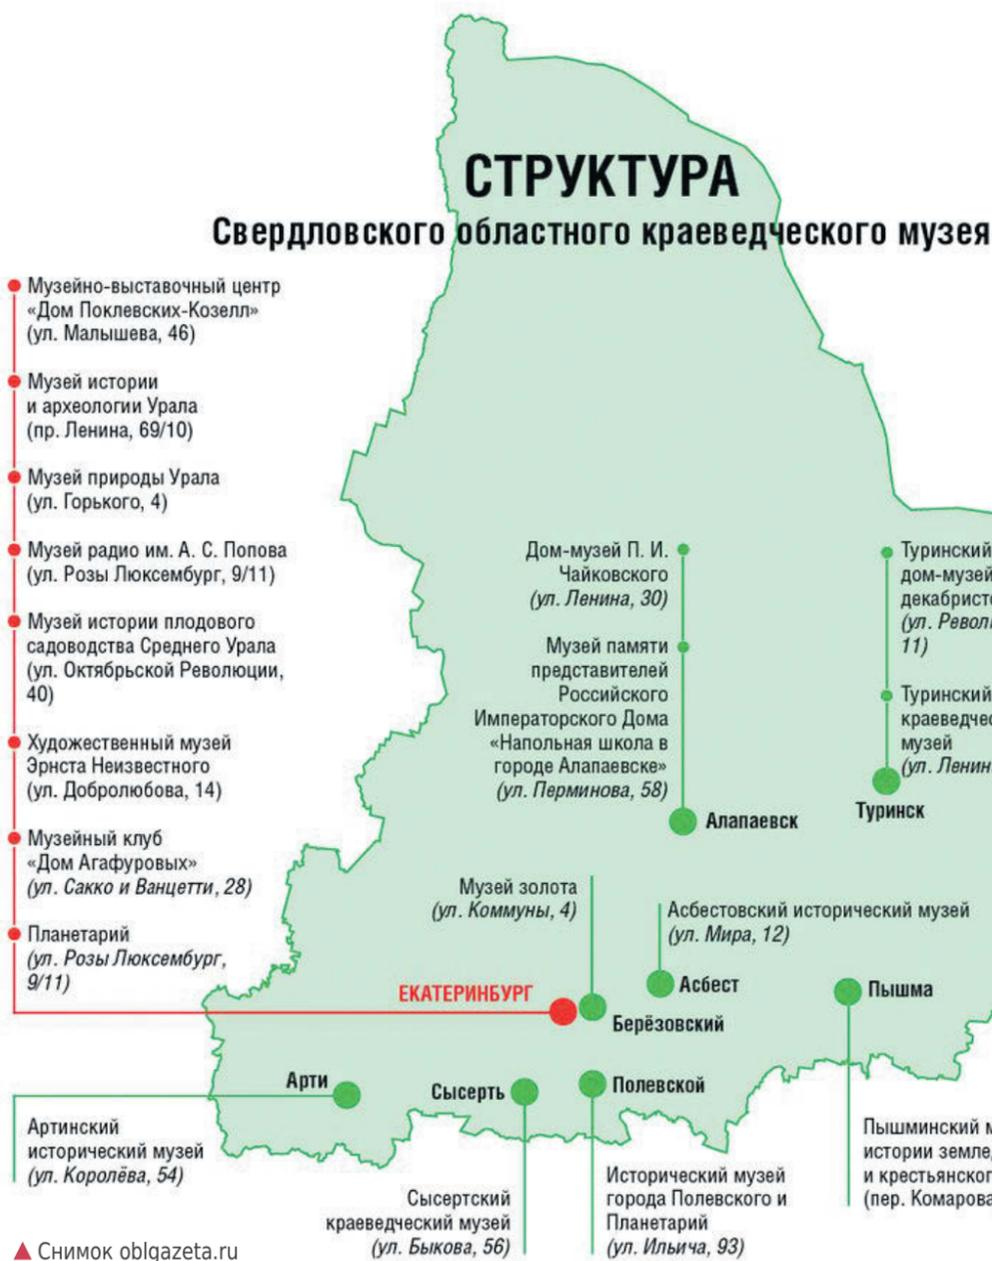 СТРУКТУРА
Свердловского областного краеведческого музея
Музейно-выставочный центр
«Дом Поклевских-Козелл»
(ул. Малышева, 46)
Музей истории
и археологии Урала
(пр. Ленина, 69/10)
Музей природы Урала
(ул. Горького, 4)
Музей радио им. А. С. Попова
(ул. Розы Люксембург, 9/11)
Музей истории плодового
садоводства Среднего Урала
(ул. Октябрьской Революции,
40)
Художественный музей
Эрнста Неизвестного
(ул. Добролюбова, 14)
Музейный клуб
«Дом Агафуровых»
(ул. Сакко и Ванцетти, 28)
Планетарий
(ул. Розы Люксембург,
9/11)
ЕКАТЕРИНБУРГ
Дом-музей П. И.
Чайковского
(ул. Ленина, 30)
Музей памяти
представителей
Российского
Императорского Дома
«Напольная школа в
городе Алапаевске»
(ул. Перминова, 58)
Алапаевск
Туринский
дом-музей
(ул.
11)
Туринский
музей
(ул.
Туринск
Музей золота
(ул. Коммуны, 4)
Берёзовский
Асбестовский исторический музей
(ул. Мира, 12)
Асбест
Пышма
Арти
Артинский
исторический музей
(ул. Королёва, 54)
Сысерть
Сысертский
краеведческий музей
(ул. Быкова, 56)
Полевской
Исторический музей
города Полевского и
Планетарий
(ул. Ильича, 93)
Пышминский
истории
и
(пер. Комарова
Снимок oblgazeta.ru